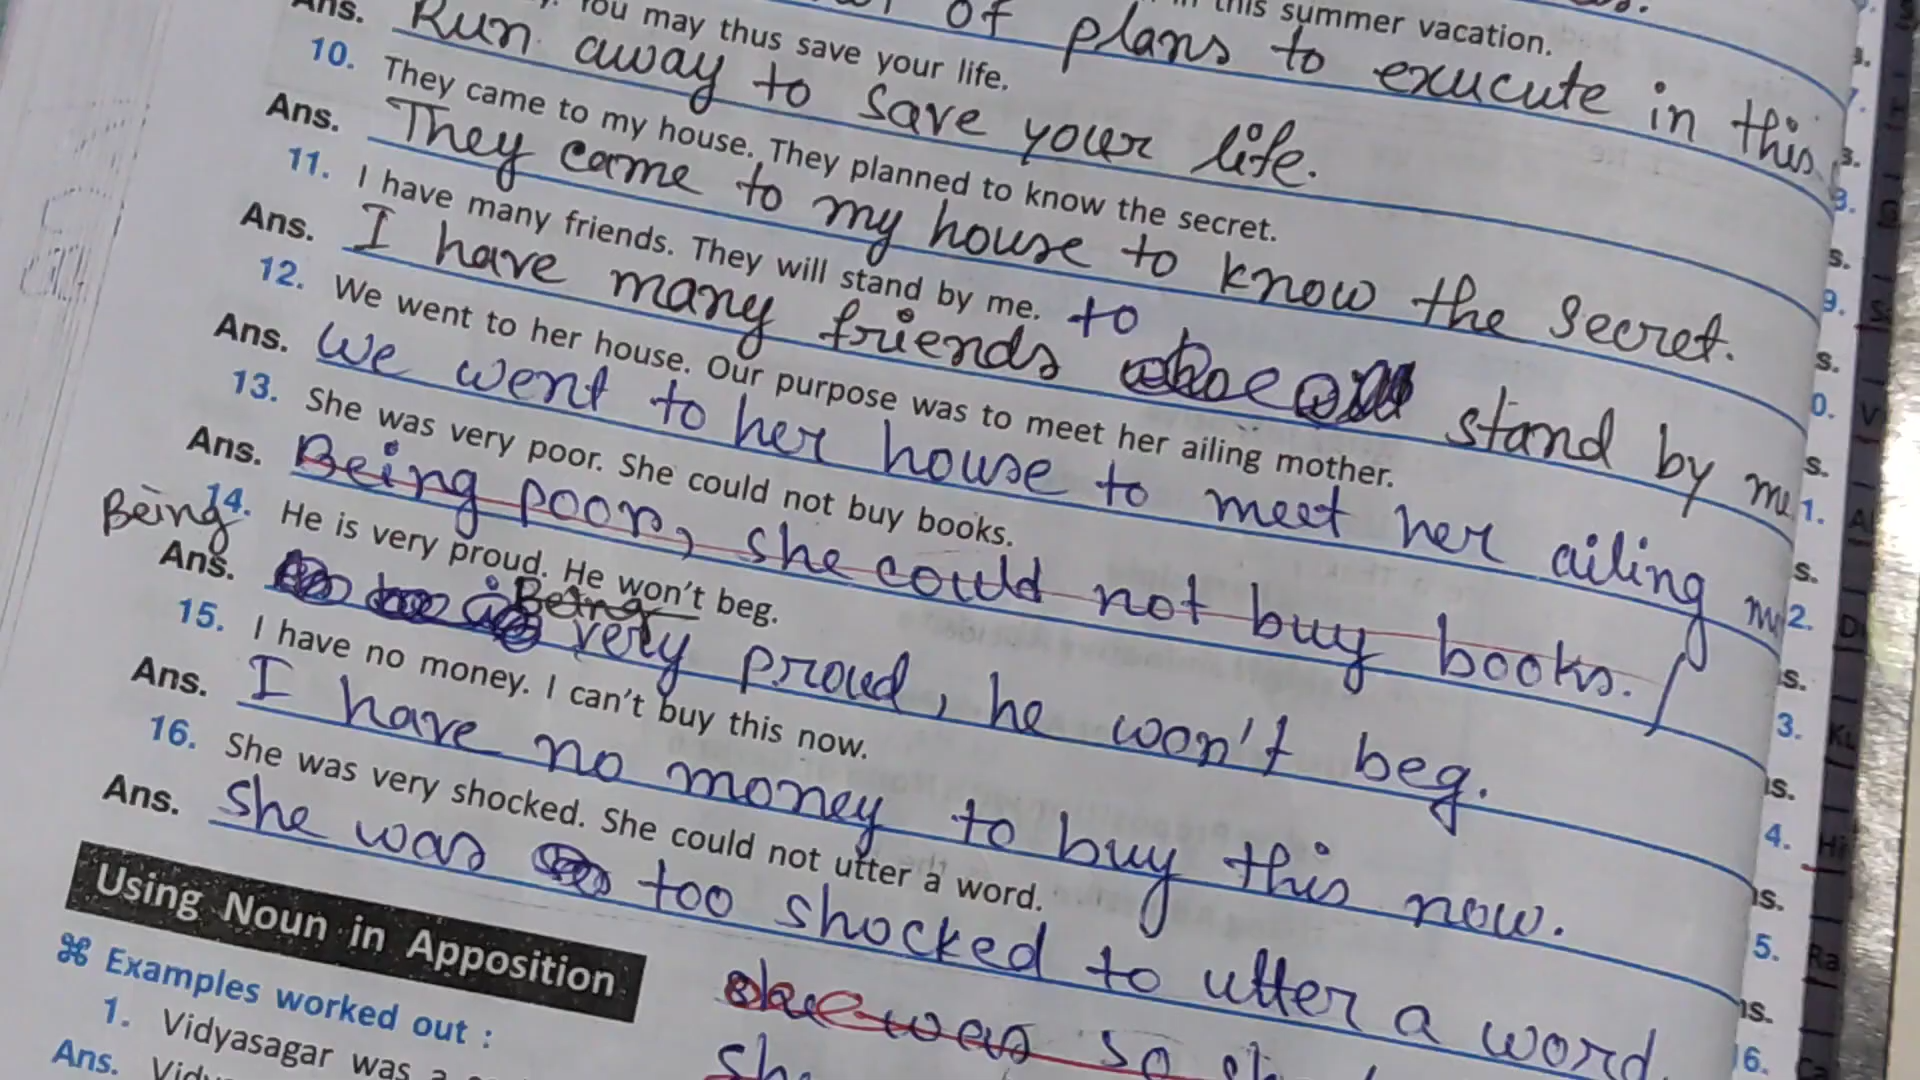 this summer vacation.
of plans to exucute in this
You may thus save your life.
Ans. Run away to save your life.
10. They came to my house. They planned to know the secret.
Ans. They came to my house to know the secret.
11. I have many friends. They will stand by me.
Ans. I have many friends to stand by me
12. We went to her house. Our purpose was to meet her ailing mother.
Ans. We went to her house to meet her ailing
13. She was very poor. She could not buy books.
Ans. Being poor, she could not buy books.
14. He is very proud. He won't beg.
Being
Ans. Being very proud, he won't beg.
15. I have no money. I can't buy this now.
Ans. I have no money to buy this now.
16. She was very shocked. She could not utter a word.
Ans. She was too shocked to utter a word.
Using Noun in Apposition
she was so
⌘ Examples worked out :
She
1. Vidyasagar was a
Ans.